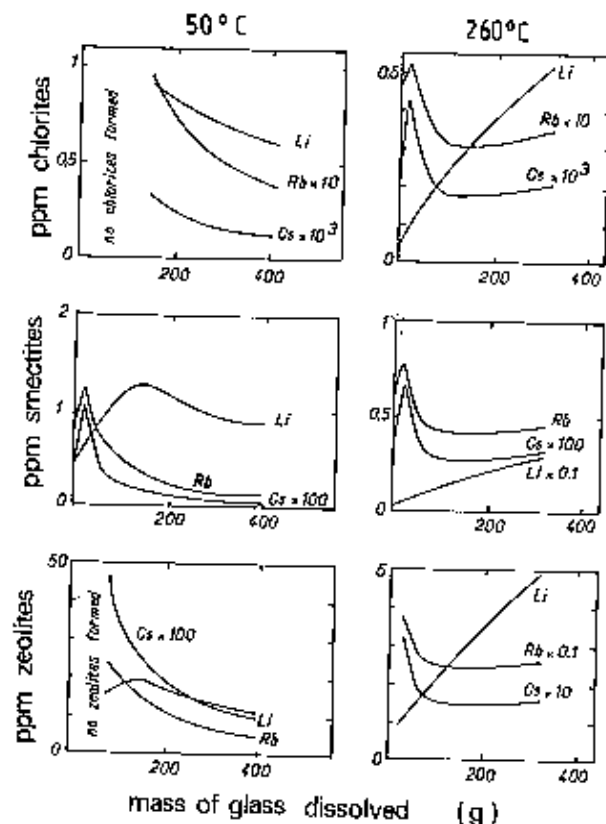 50°C
260°C
ppm chlorites
1
0,5
0
no chlorites formed
Li
Rb×10
Cs×10³
200
400
0,5
0
Li
Rb×10
Cs×10³
200
400
ppm smectites
2
1
0
Li
Rb
Cs×100
200
400
1
0,5
0
Rb
Cs×100
Li×0.1
200
400
ppm zeolites
50
0
no zeolites formed
Cs×100
Li
Rb
200
400
5
0
Li
Rb×0.1
Cs×10
200
400
mass of glass dissolved (g)